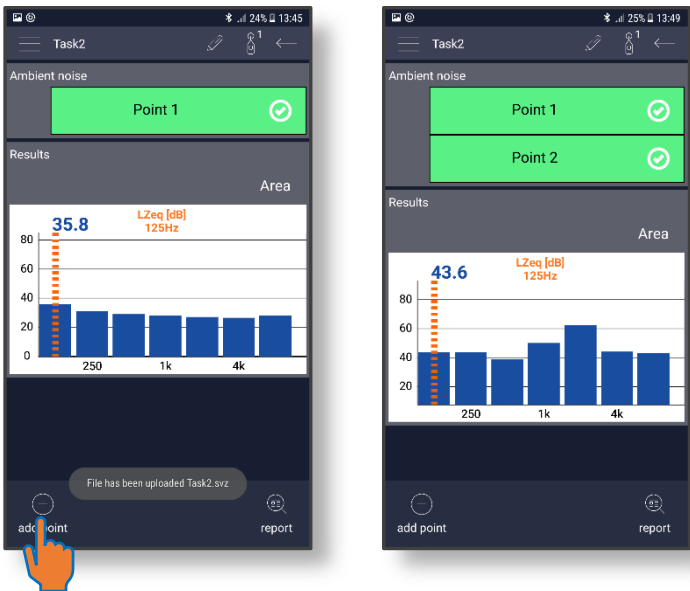 24% 13:45
Task2
1
Ambient noise
Point 1
Results
Area
35.8
LZeq [dB]
125Hz
80
60
40
20
0
250 1k 4k
File has been uploaded Task2.svz
add point
report
25% 13:49
Task2
1
Ambient noise
Point 1
Point 2
Results
Area
43.6
LZeq [dB]
125Hz
80
60
40
20
250 1k 4k
add point
report